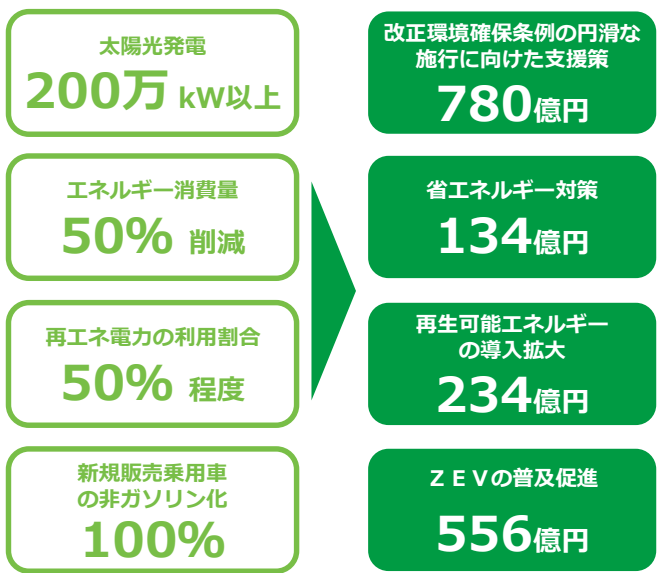 太陽光発電
200万 kW以上
エネルギー消費量
50% 削減
再エネ電力の利用割合
50% 程度
新規販売乗用車
の非ガソリン化
100%
改正環境確保条例の円滑な
施行に向けた支援策
780億円
省エネルギー対策
134億円
再生可能エネルギー
の導入拡大
234億円
ＺＥＶの普及促進
556億円